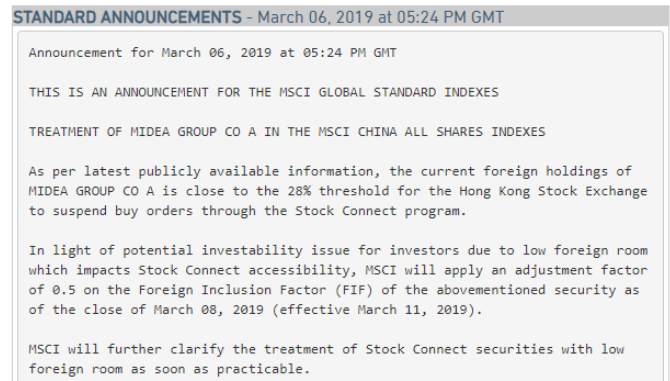 STANDARD ANNOUNCEMENTS - March 06, 2019 at 05:24 PM GMT
Announcement for March 06, 2019 at 05:24 PM GMT
THIS IS AN ANNOUNCEMENT FOR THE MSCI GLOBAL STANDARD INDEXES
TREATMENT OF MIDEA GROUP CO A IN THE MSCI CHINA ALL SHARES INDEXES
As per latest publicly available information, the current foreign holdings of
MIDEA GROUP CO A is close to the 28% threshold for the Hong Kong Stock Exchange
to suspend buy orders through the Stock Connect program.
In light of potential investability issue for investors due to low foreign room
which impacts Stock Connect accessibility, MSCI will apply an adjustment factor
of 0.5 on the Foreign Inclusion Factor (FIF) of the abovementioned security as
of the close of March 08, 2019 (effective March 11, 2019).
MSCI will further clarify the treatment of Stock Connect securities with low
foreign room as soon as practicable.